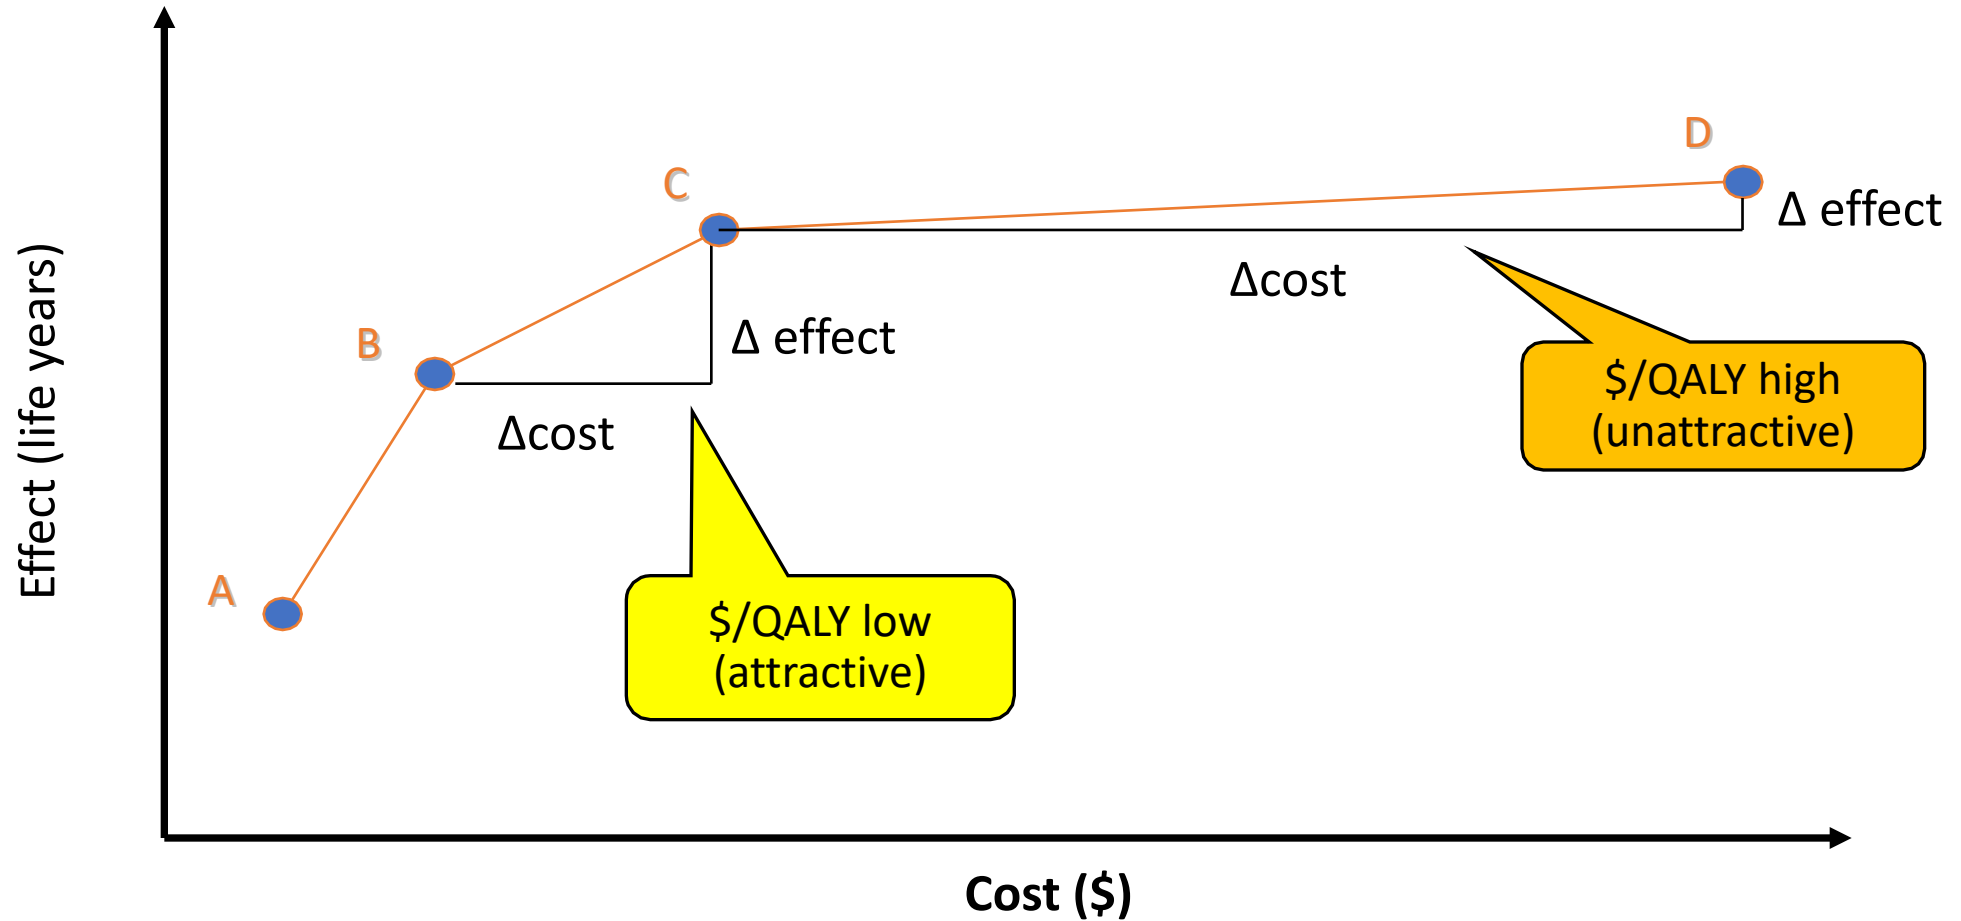 D
C
Δ effect
Δcost
B
Δ effect
$/QALY high
(unattractive)
Δcost
Effect (life years)
A
$/QALY low
(attractive)
Cost ($)